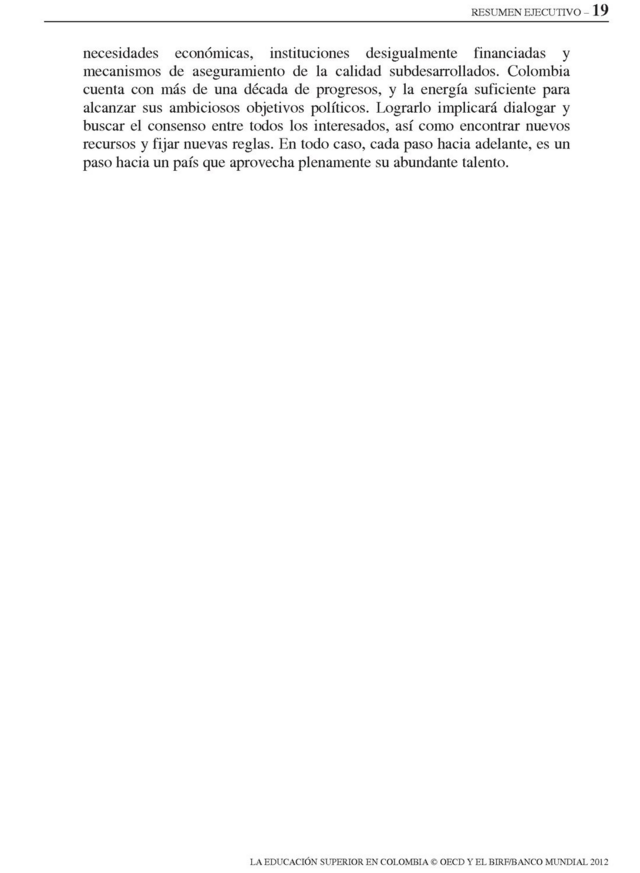 RESUMEN EJECUTIVO – 19
necesidades económicas, instituciones desigualmente financiadas y
mecanismos de aseguramiento de la calidad subdesarrollados. Colombia
cuenta con más de una década de progresos, y la energía suficiente para
alcanzar sus ambiciosos objetivos políticos. Lograrlo implicará dialogar y
buscar el consenso entre todos los interesados, así como encontrar nuevos
recursos y fijar nuevas reglas. En todo caso, cada paso hacia adelante, es un
paso hacia un país que aprovecha plenamente su abundante talento.
LA EDUCACIÓN SUPERIOR EN COLOMBIA © OECD Y EL BIRF/BANCO MUNDIAL 2012